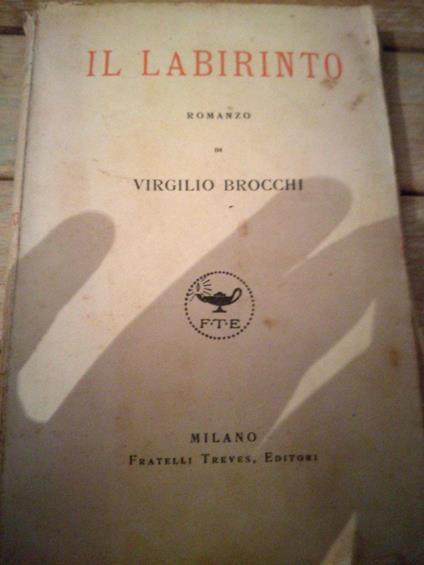 IL LABIRINTO
ROMANZO
DI
VIRGILIO BROCCHI
F·T·E
MILANO
FRATELLI TREVES, EDITORI